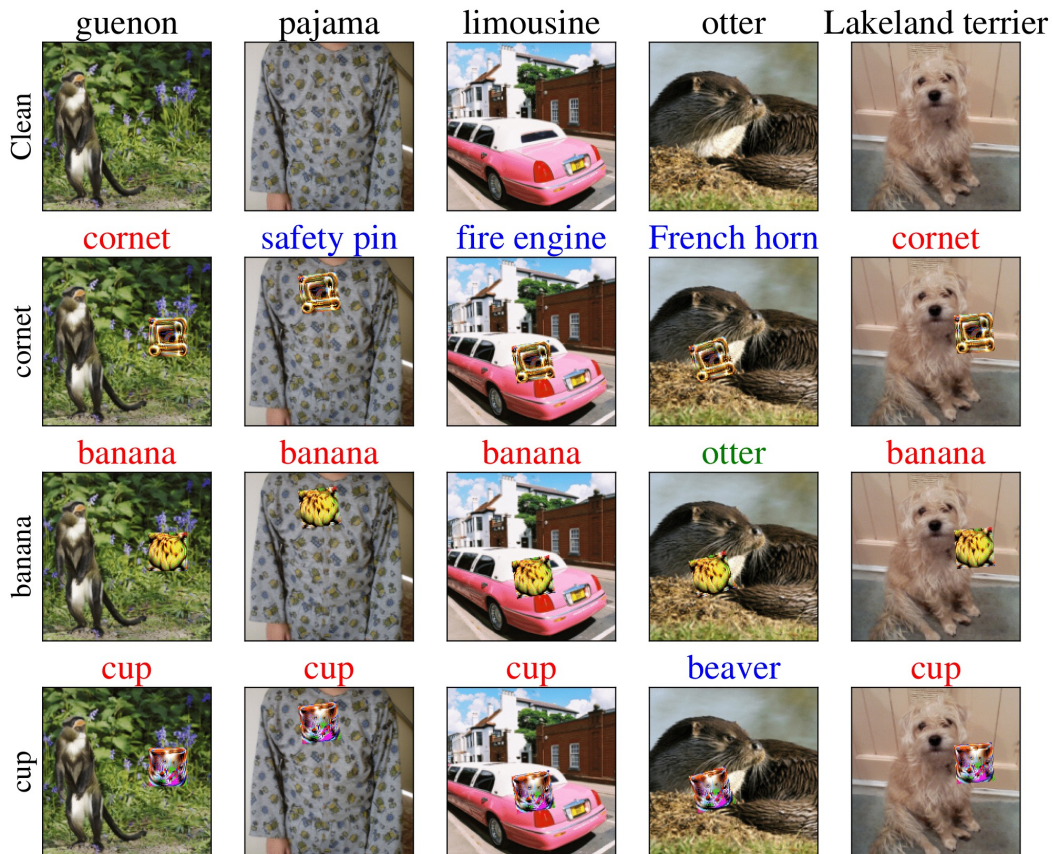 guenon pajama limousine otter Lakeland terrier
Clean
cornet safety pin fire engine French horn cornet
cornet
banana banana banana otter banana
banana
cup cup cup beaver cup
cup